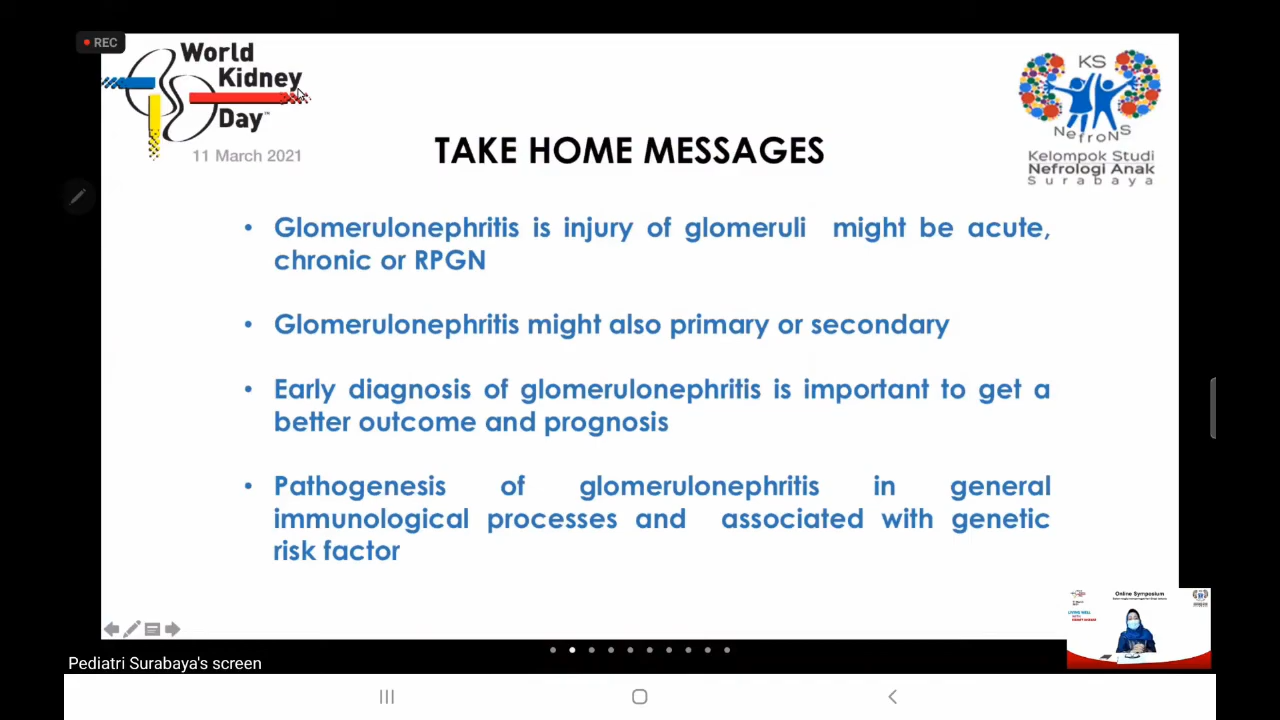 REC
World
Kidney
Day™
11 March 2021
KS
NefroNS
Kelompok Studi
Nefrologi Anak
Surabaya
TAKE HOME MESSAGES
• Glomerulonephritis is injury of glomeruli might be acute,
chronic or RPGN
• Glomerulonephritis might also primary or secondary
• Early diagnosis of glomerulonephritis is important to get a
better outcome and prognosis
• Pathogenesis of glomerulonephritis in general
immunological processes and associated with genetic
risk factor
Online Symposium
LIVING WELL
Pediatri Surabaya's screen